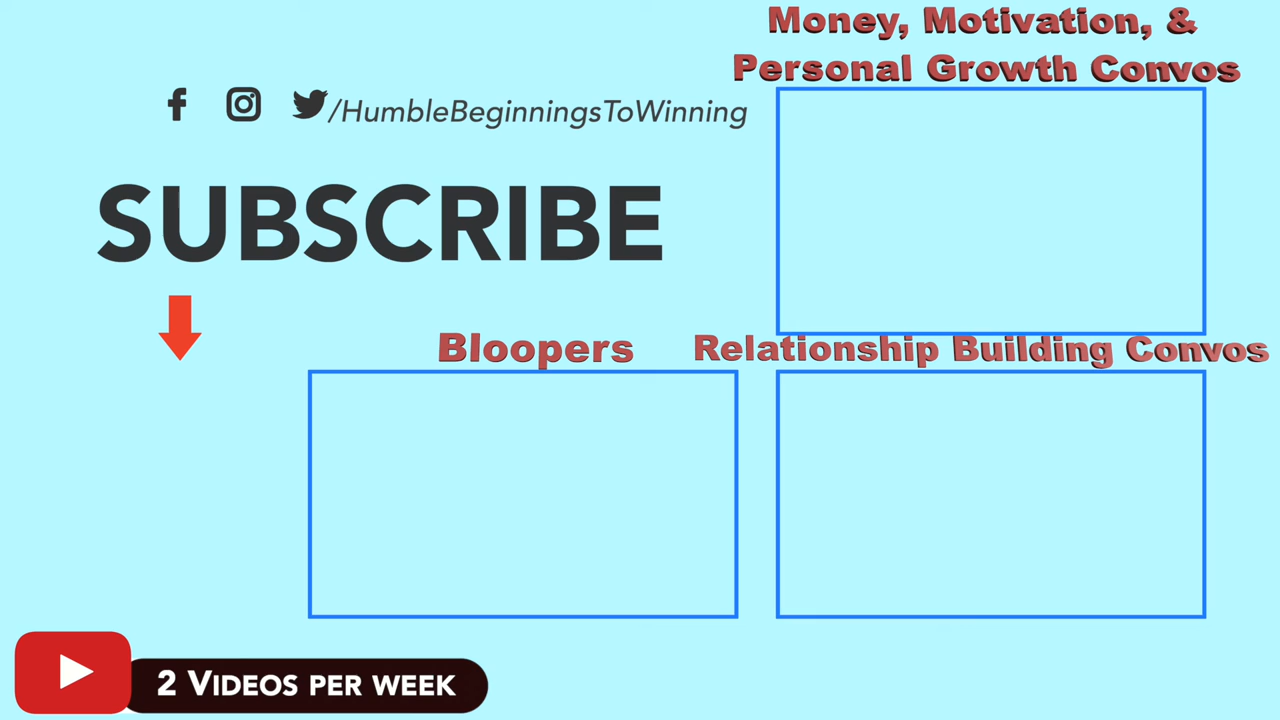 Money, Motivation, &
Personal Growth Convos
/HumbleBeginningsToWinning
SUBSCRIBE
Bloopers
Relationship Building Convos
2 VIDEOS PER WEEK